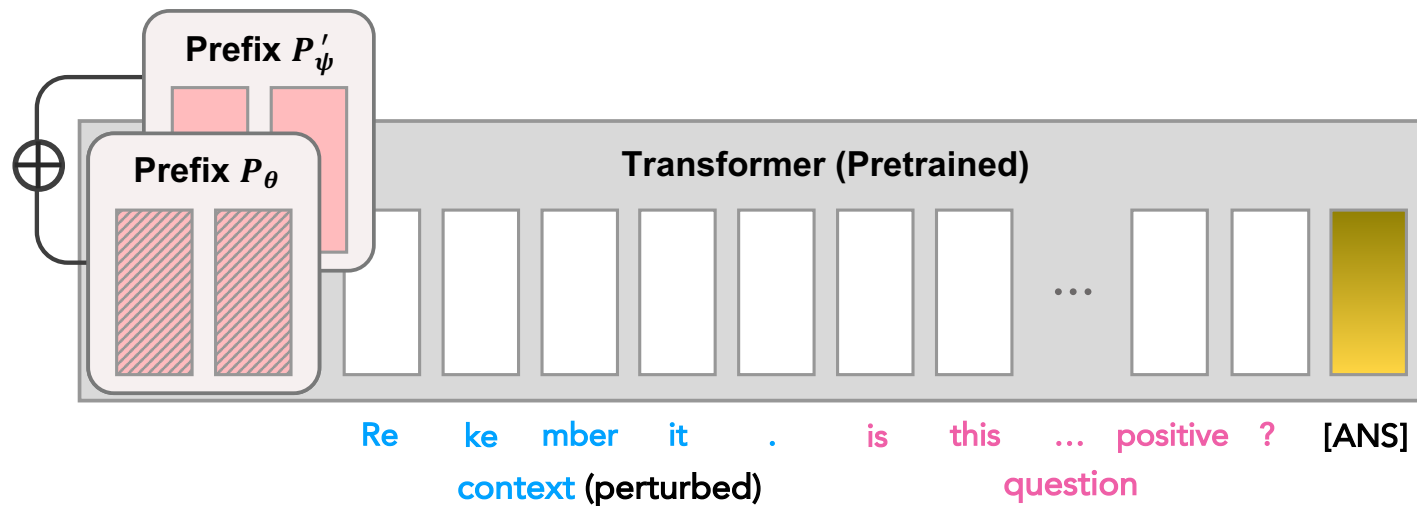 Prefix P′ψ
Prefix Pθ
Transformer (Pretrained)
...
Re ke mber it . is this ... positive ? [ANS]
context (perturbed) question